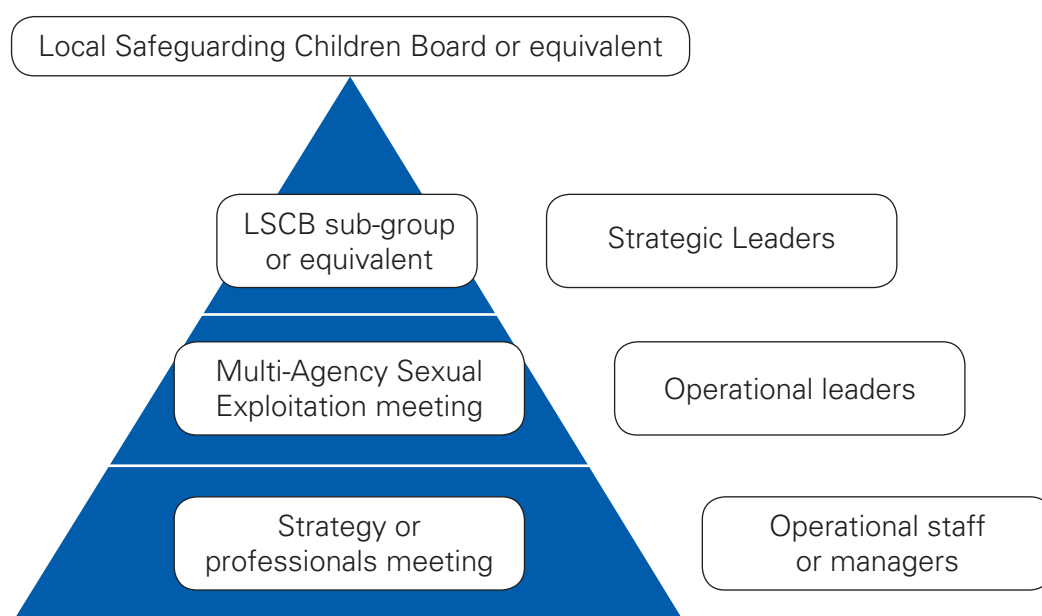 Local Safeguarding Children Board or equivalent
LSCB sub-group
or equivalent
Strategic Leaders
Multi-Agency Sexual
Exploitation meeting
Operational leaders
Strategy or
professionals meeting
Operational staff
or managers